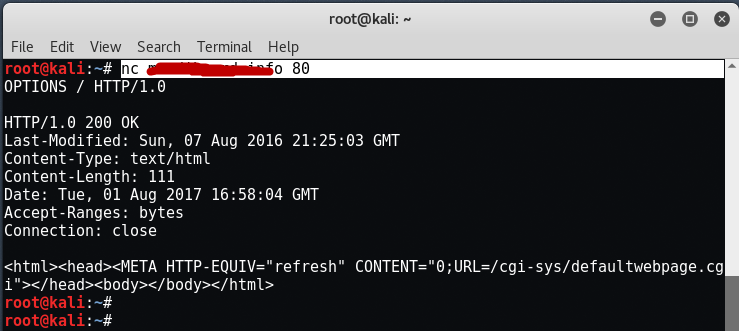 root@kali: ~
File Edit View Search Terminal Help
root@kali:~# nc 80
OPTIONS / HTTP/1.0
HTTP/1.0 200 OK
Last-Modified: Sun, 07 Aug 2016 21:25:03 GMT
Content-Type: text/html
Content-Length: 111
Date: Tue, 01 Aug 2017 16:58:04 GMT
Accept-Ranges: bytes
Connection: close
<html><head><META HTTP-EQUIV="refresh" CONTENT="0;URL=/cgi-sys/defaultwebpage.cg
i"></head><body></body></html>
root@kali:~#
root@kali:~#